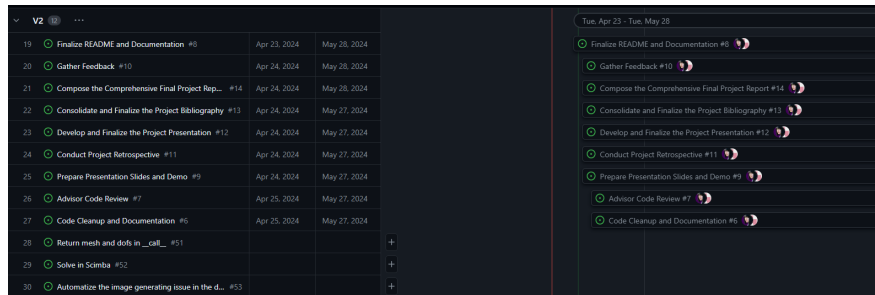 V2 12 ...
Tue, Apr 23 - Tue, May 28
19 Finalize README and Documentation #8 Apr 23, 2024 May 28, 2024 Finalize README and Documentation #8
20 Gather Feedback #10 Apr 24, 2024 May 28, 2024 Gather Feedback #10
21 Compose the Comprehensive Final Project Rep... #14 Apr 24, 2024 May 28, 2024 Compose the Comprehensive Final Project Report #14
22 Consolidate and Finalize the Project Bibliography #13 Apr 24, 2024 May 27, 2024 Consolidate and Finalize the Project Bibliography #13
23 Develop and Finalize the Project Presentation #12 Apr 24, 2024 May 27, 2024 Develop and Finalize the Project Presentation #12
24 Conduct Project Retrospective #11 Apr 24, 2024 May 27, 2024 Conduct Project Retrospective #11
25 Prepare Presentation Slides and Demo #9 Apr 24, 2024 May 27, 2024 Prepare Presentation Slides and Demo #9
26 Advisor Code Review #7 Apr 25, 2024 May 27, 2024 Advisor Code Review #7
27 Code Cleanup and Documentation #6 Apr 25, 2024 May 27, 2024 Code Cleanup and Documentation #6
28 Return mesh and dofs in __call__ #51 +
29 Solve in Scimba #52 +
30 Automatize the image generating issue in the d... #53 +